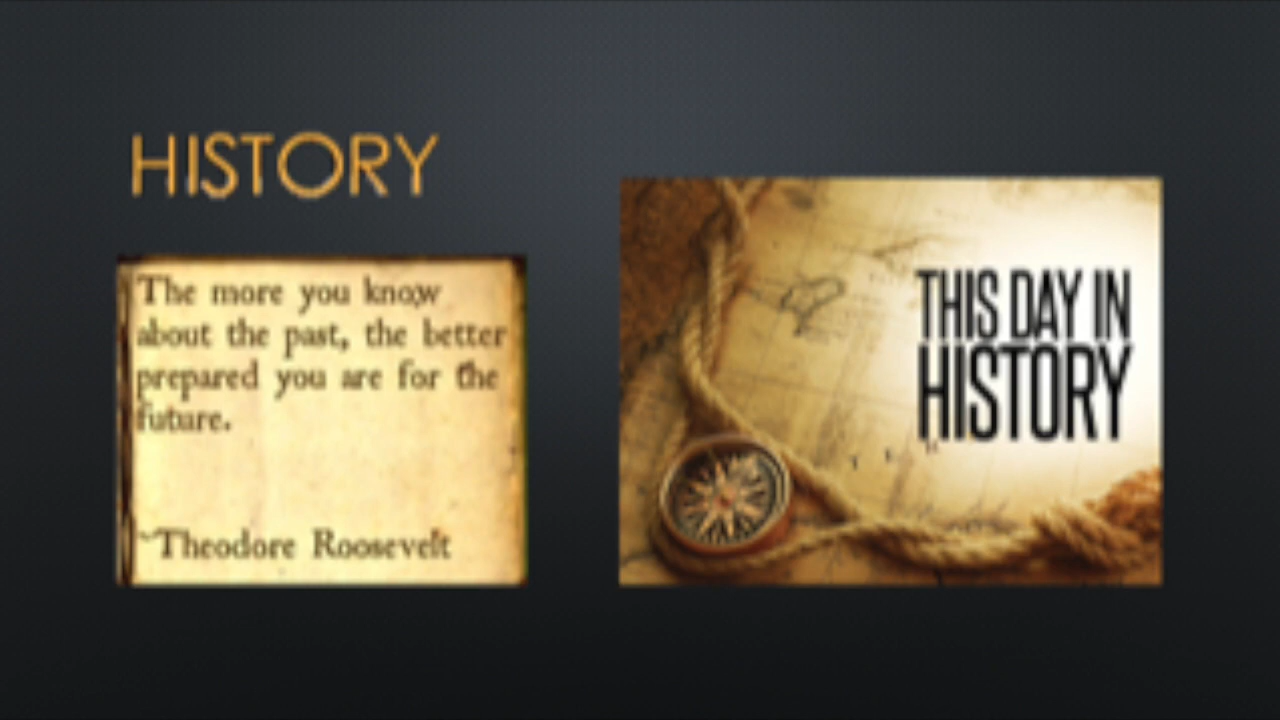 HISTORY
The more you know
about the past, the better
prepared you are for the
future.
~Theodore Roosevelt
THIS DAY IN
HISTORY